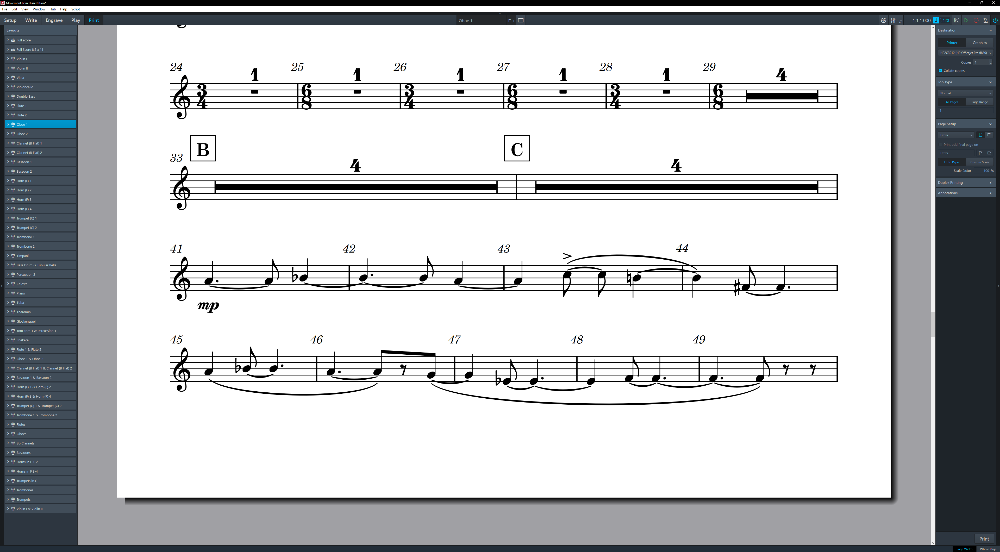 Movement IV in Dissertation*
File Edit View Window Hub Help Script
Setup Write Engrave Play Print
Oboe 1
1.1.1.000 120
Layouts
Full score
Full Score 8.5 x 11
Violin I
Violin II
Viola
Violoncello
Double Bass
Flute 1
Flute 2
Oboe 1
Oboe 2
Clarinet (B Flat) 1
Clarinet (B Flat) 2
Bassoon 1
Bassoon 2
Horn (F) 1
Horn (F) 2
Horn (F) 3
Horn (F) 4
Trumpet (C) 1
Trumpet (C) 2
Trombone 1
Trombone 2
Timpani
Bass Drum & Tubular Bells
Percussion 2
Celeste
Piano
Tuba
Theremin
Glockenspiel
Tom-tom 1 & Percussion 1
Shekere
Flute 1 & Flute 2
Oboe 1 & Oboe 2
Clarinet (B Flat) 1 & Clarinet (B Flat) 2
Bassoon 1 & Bassoon 2
Horn (F) 1 & Horn (F) 2
Horn (F) 3 & Horn (F) 4
Trumpet (C) 1 & Trumpet (C) 2
Trombone 1 & Trombone 2
Flutes
Oboes
Bb Clarinets
Bassoons
Horns in F 1-2
Horns in F 3-4
Trumpets in C
Trombones
Trumpets
Violin I & Violin II
24 25 26 27 28 29
1 1 1 1 1 4
3 6 3 6 3 6
4 8 4 8 4 8
B C
33 4 4
41 42 43 44
mp
45 46 47 48 49
Destination
Printer Graphics
HP2C3012 (HP Officejet Pro 6830)
Copies 1
Collate copies
Job Type
Normal
All Pages Page Range
1
Page Setup
Letter
Print odd final page on
Letter
Fit to Paper Custom Scale
Scale factor 100 %
Duplex Printing
Annotations
Print
Page Width Whole Page